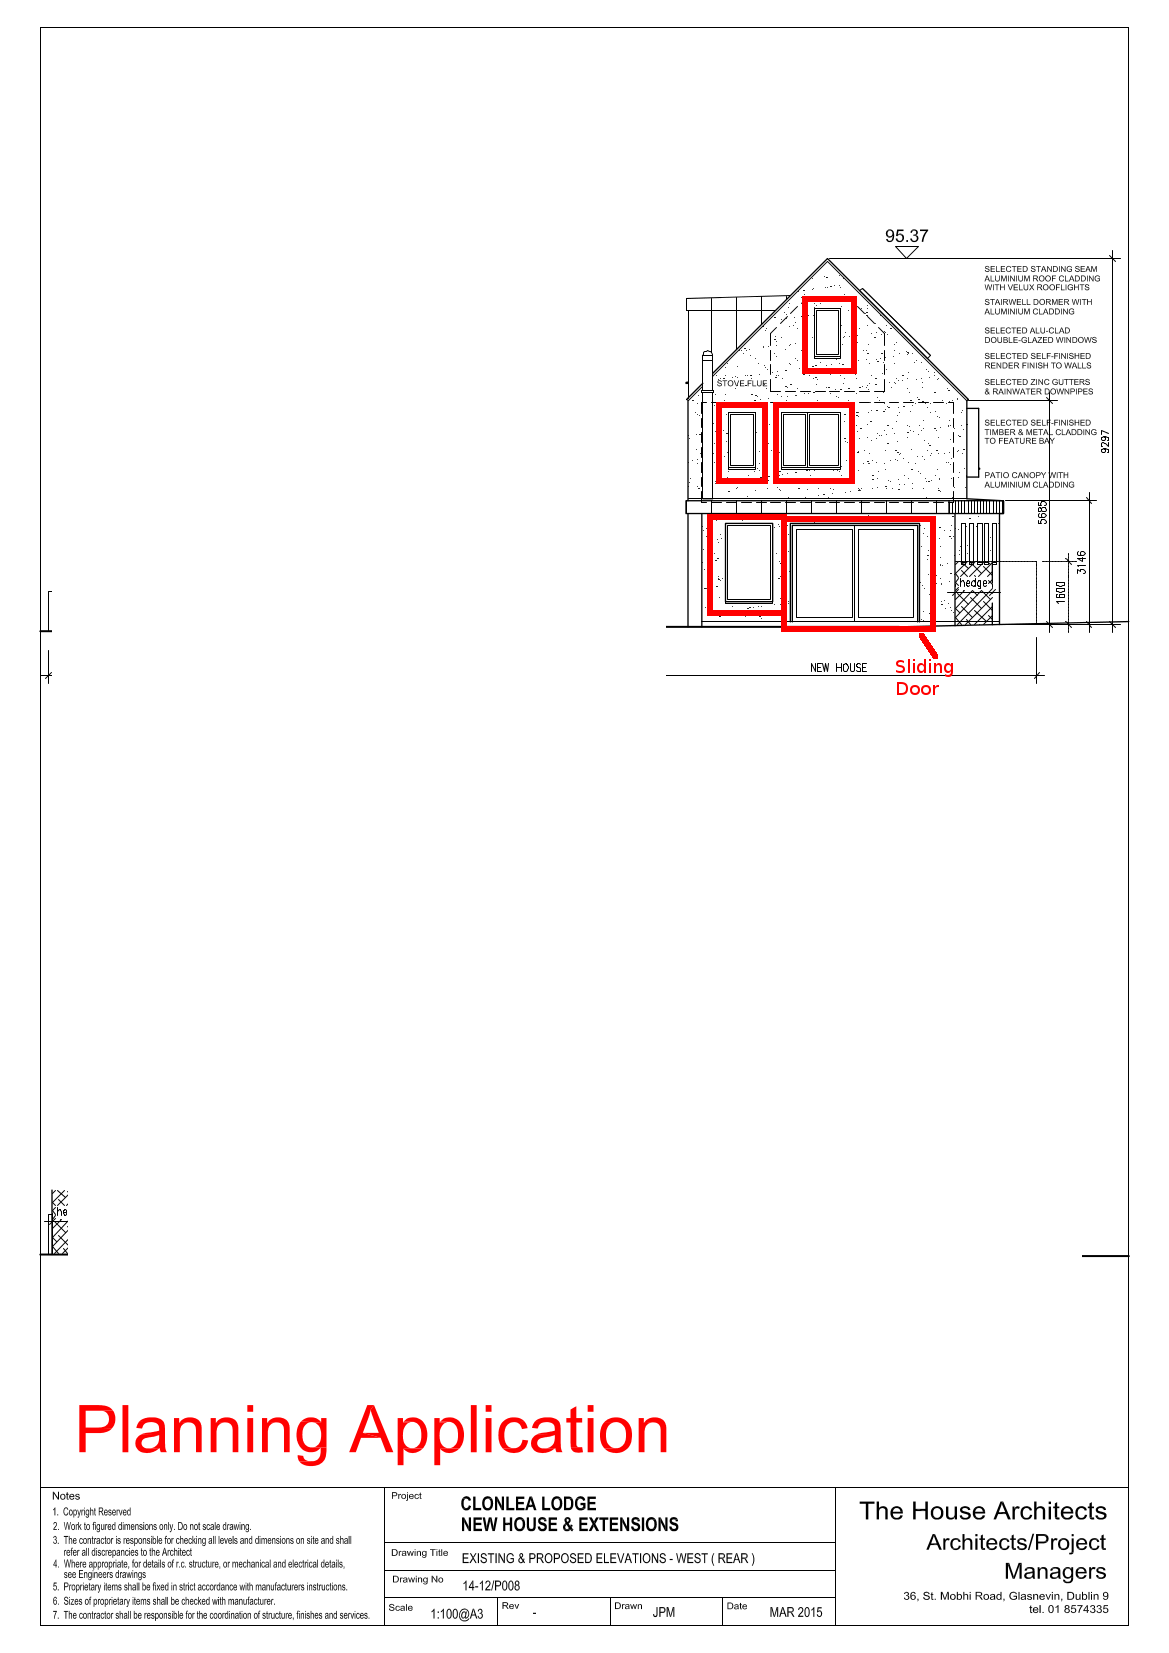 95.37
SELECTED STANDING SEAM
ALUMINIUM ROOF CLADDING
WITH VELUX ROOFLIGHTS
STAIRWELL DORMER WITH
ALUMINIUM CLADDING
SELECTED ALU-CLAD
DOUBLE-GLAZED WINDOWS
SELECTED SELF-FINISHED
RENDER FINISH TO WALLS
SELECTED ZINC GUTTERS
& RAINWATER DOWNPIPES
STOVE FLUE
SELECTED SELF-FINISHED
TIMBER & METAL CLADDING
TO FEATURE BAY
9297
PATIO CANOPY WITH
ALUMINIUM CLADDING
5685
3146
1600
hedge
NEW HOUSE
Sliding
Door
he
Planning Application
Notes
1. Copyright Reserved
2. Work to figured dimensions only. Do not scale drawing.
3. The contractor is responsible for checking all levels and dimensions on site and shall
refer all discrepancies to the Architect
4. Where appropriate, for details of r.c. structure, or mechanical and electrical details,
see Engineers drawings
5. Proprietary items shall be fixed in strict accordance with manufacturers instructions.
6. Sizes of proprietary items shall be checked with manufacturer.
7. The contractor shall be responsible for the coordination of structure, finishes and services.
Project
CLONLEA LODGE
NEW HOUSE & EXTENSIONS
Drawing Title
EXISTING & PROPOSED ELEVATIONS - WEST ( REAR )
Drawing No
14-12/P008
Scale
1:100@A3
Rev
-
Drawn
JPM
Date
MAR 2015
The House Architects
Architects/Project
Managers
36, St. Mobhi Road, Glasnevin, Dublin 9
tel. 01 8574335